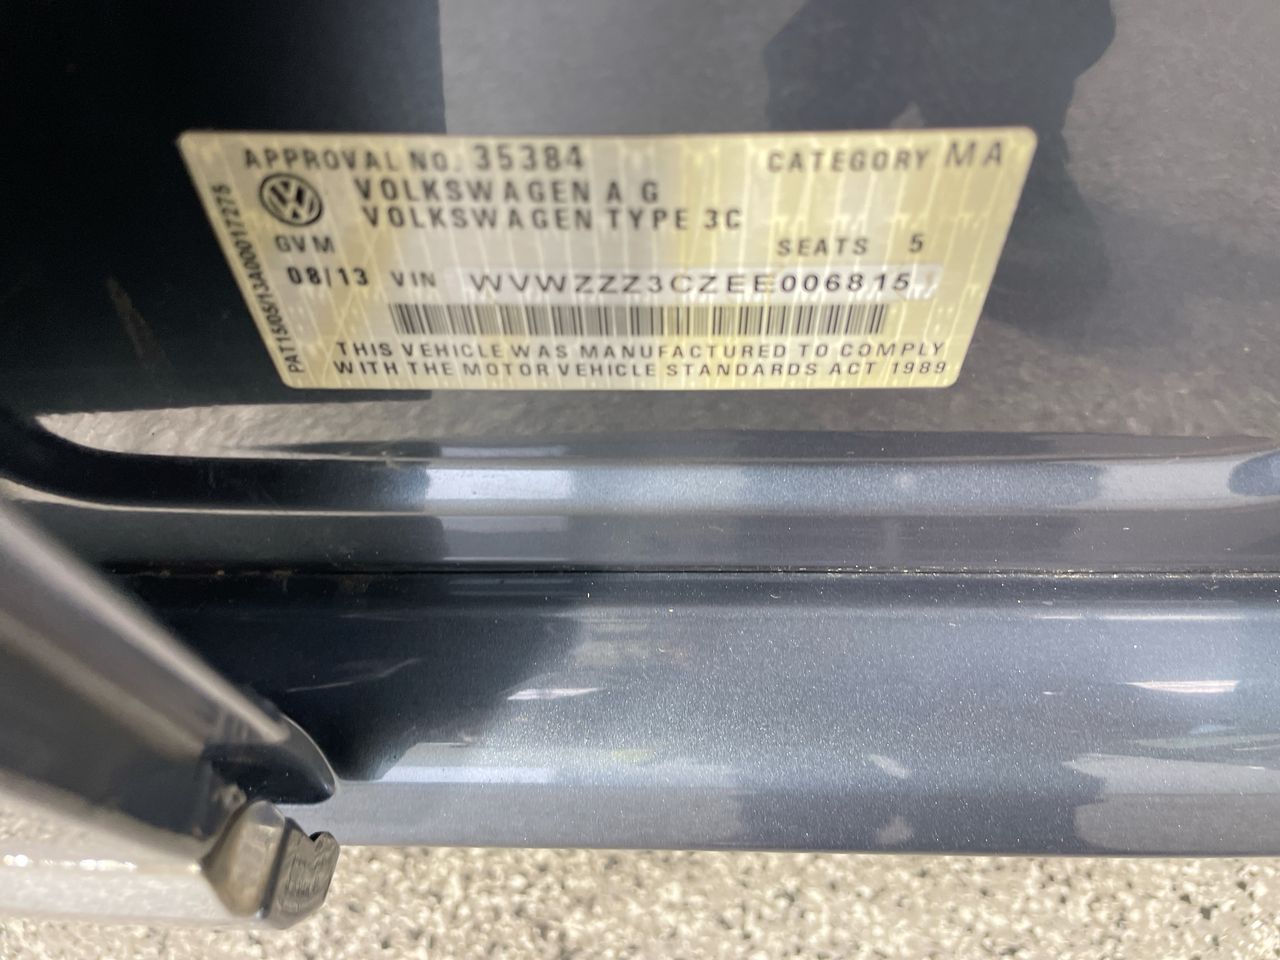 APPROVAL NO. 35384 CATEGORY MA
VOLKSWAGEN A G
VOLKSWAGEN TYPE 3C
GVM SEATS 5
08/13 VIN WVWZZZ3CZEE006815
THIS VEHICLE WAS MANUFACTURED TO COMPLY
WITH THE MOTOR VEHICLE STANDARDS ACT 1989